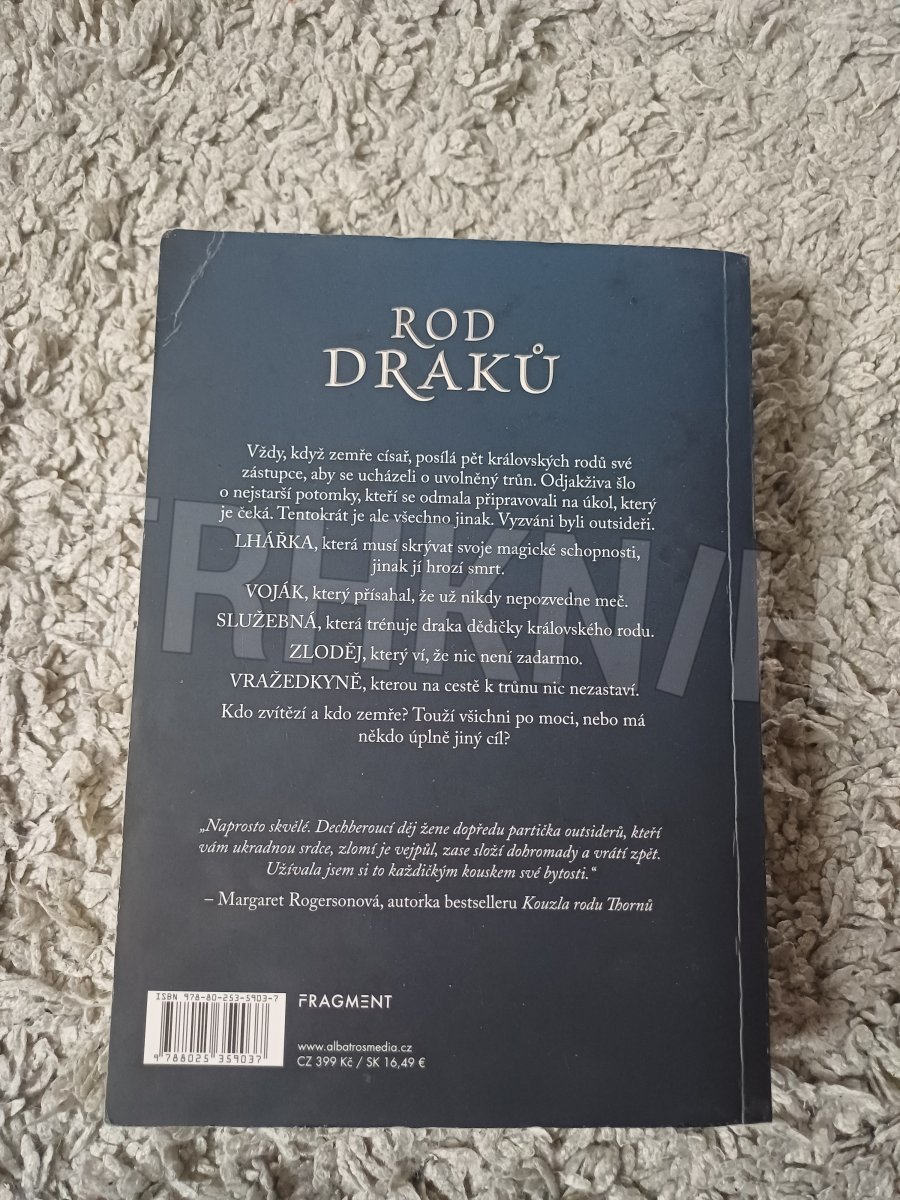 ROD
DRAKŮ
Vždy, když zemře císař, posílá pět královských rodů své
zástupce, aby se ucházeli o uvolněný trůn. Odjakživa šlo
o nejstarší potomky, kteří se odmala připravovali na úkol, který
je čeká. Tentokrát je ale všechno jinak. Vyzváni byli outsideři.
LHÁŘKA, která musí skrývat svoje magické schopnosti,
jinak jí hrozí smrt.
VOJÁK, který přísahal, že už nikdy nepozvedne meč.
SLUŽEBNÁ, která trénuje draka dědičky královského rodu.
ZLODĚJ, který ví, že nic není zadarmo.
VRAŽEDKYNĚ, kterou na cestě k trůnu nic nezastaví.
Kdo zvítězí a kdo zemře? Touží všichni po moci, nebo má
někdo úplně jiný cíl?
„Naprosto skvělé. Dechberoucí děj žene dopředu partička outsiderů, kteří
vám ukradnou srdce, zlomí je vejpůl, zase složí dohromady a vrátí zpět.
Užívala jsem si to každičkým kouskem své bytosti.“
– Margaret Rogersonová, autorka bestselleru Kouzla rodu Thornů
ISBN 978-80-253-5903-7
9 788025 359037
FRAGMENT
www.albatrosmedia.cz
CZ 399 Kč / SK 16,49 €
TRHKNI